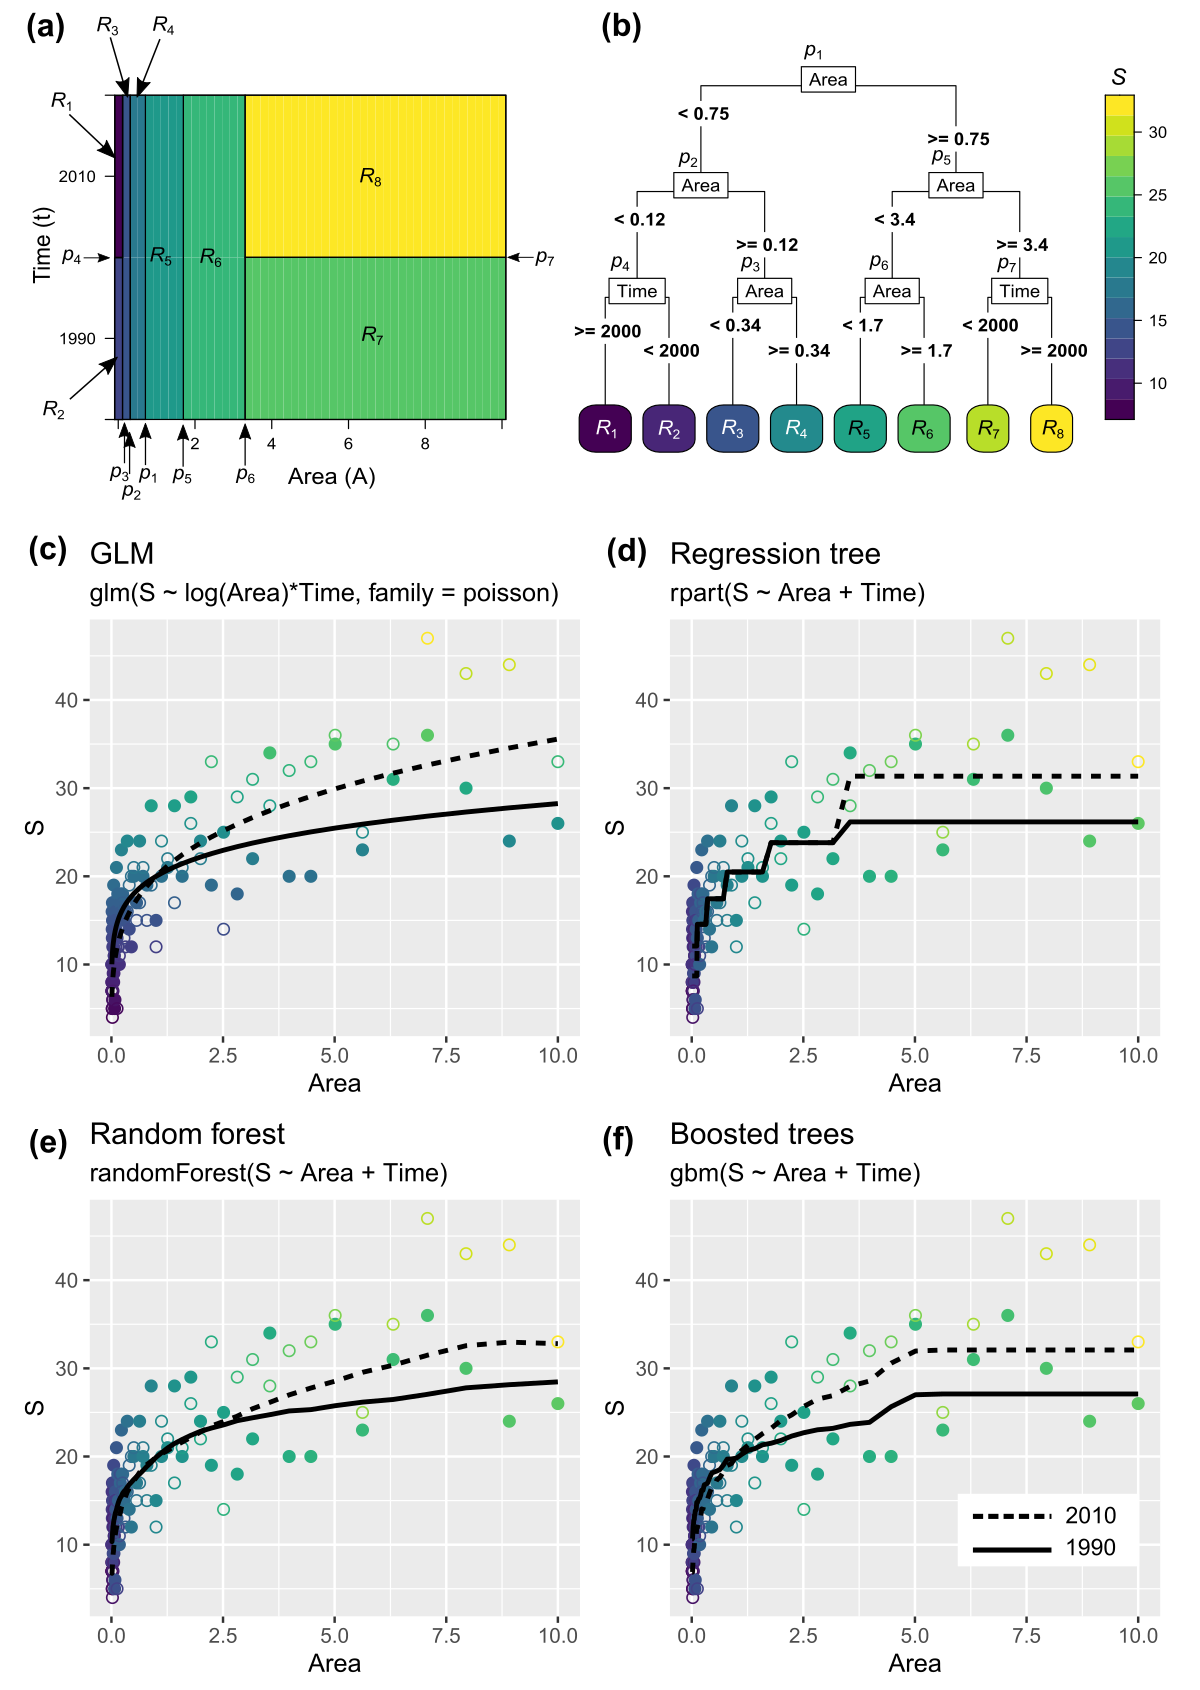 (a)
R3
R4
R1
2010
R8
Time (t)
p4
R5
R6
p7
1990
R7
R2
2
4
6
8
p3
p2
p1
p5
p6
Area (A)
(b)
p1
Area
S
< 0.75
>= 0.75
p2
p5
Area
Area
< 0.12
< 3.4
>= 0.12
>= 3.4
p4
p3
p6
p7
Time
Area
Area
Time
>= 2000
< 0.34
< 1.7
< 2000
< 2000
>= 0.34
>= 1.7
>= 2000
R1
R2
R3
R4
R5
R6
R7
R8
30
25
20
15
10
(c)
GLM
glm(S ~ log(Area)*Time, family = poisson)
S
40
30
20
10
0.0
2.5
5.0
7.5
10.0
Area
(d)
Regression tree
rpart(S ~ Area + Time)
S
40
30
20
10
0.0
2.5
5.0
7.5
10.0
Area
(e)
Random forest
randomForest(S ~ Area + Time)
S
40
30
20
10
0.0
2.5
5.0
7.5
10.0
Area
(f)
Boosted trees
gbm(S ~ Area + Time)
S
40
30
20
10
2010
1990
0.0
2.5
5.0
7.5
10.0
Area